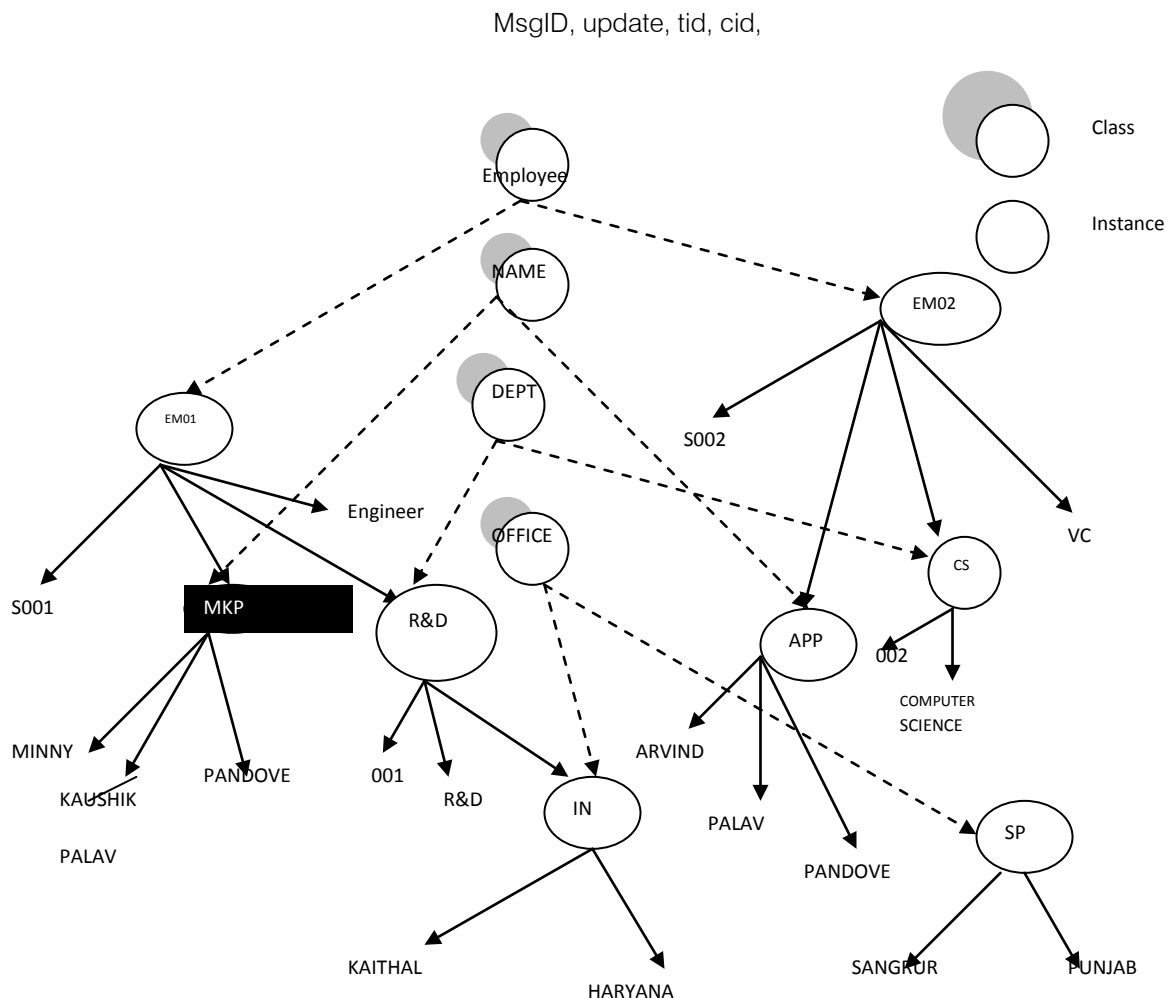 MsgID, update, tid, cid,
Class
Employee
Instance
NAME
EM02
DEPT
EM01
S002
Engineer
OFFICE
VC
CS
S001
MKP
R&D
APP
002
COMPUTER
SCIENCE
MINNY
PANDOVE
001
ARVIND
KAUSHIK
R&D
IN
PALAV
SP
PALAV
PANDOVE
KAITHAL
SANGRUR
PUNJAB
HARYANA